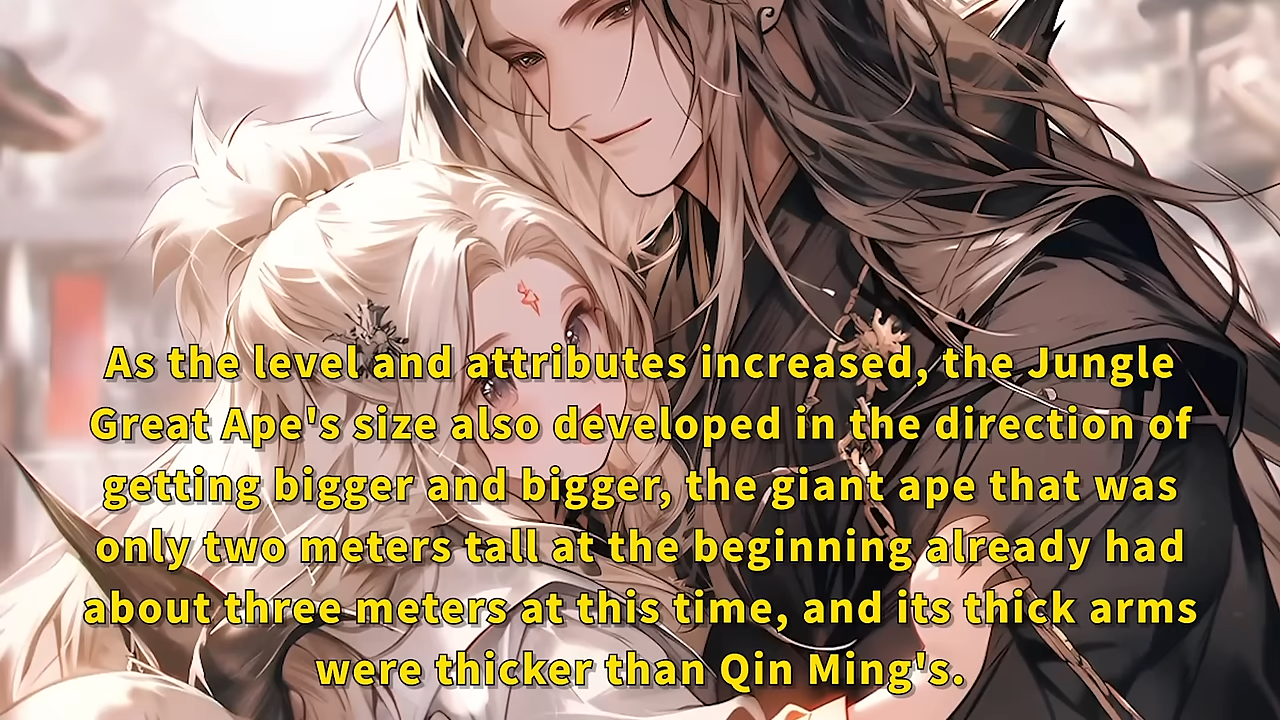 As the level and attributes increased, the Jungle
Great Ape's size also developed in the direction of
getting bigger and bigger, the giant ape that was
only two meters tall at the beginning already had
about three meters at this time, and its thick arms
were thicker than Qin Ming's.